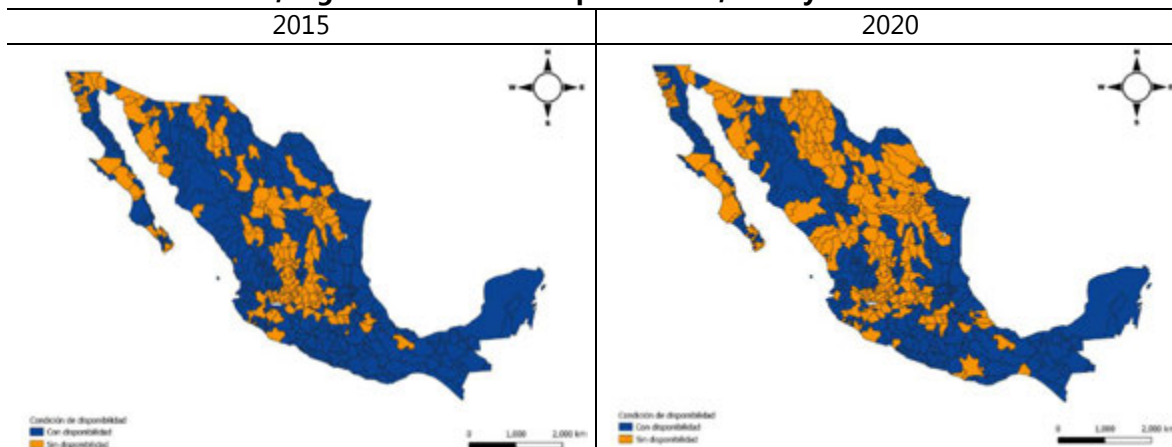 2015
2020
N
W E
S
N
W E
S
Condición de disponibilidad
Con disponibilidad
Sin disponibilidad
0 1,000 2,000 km
Condición de disponibilidad
Con disponibilidad
Sin disponibilidad
0 1,000 2,000 km